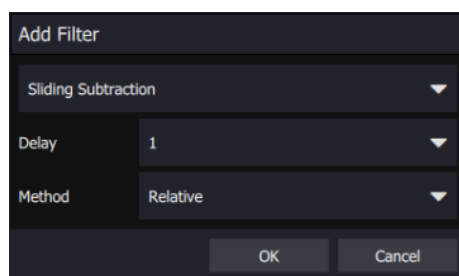 Add Filter
Sliding Subtraction
Delay 1
Method Relative
OK Cancel